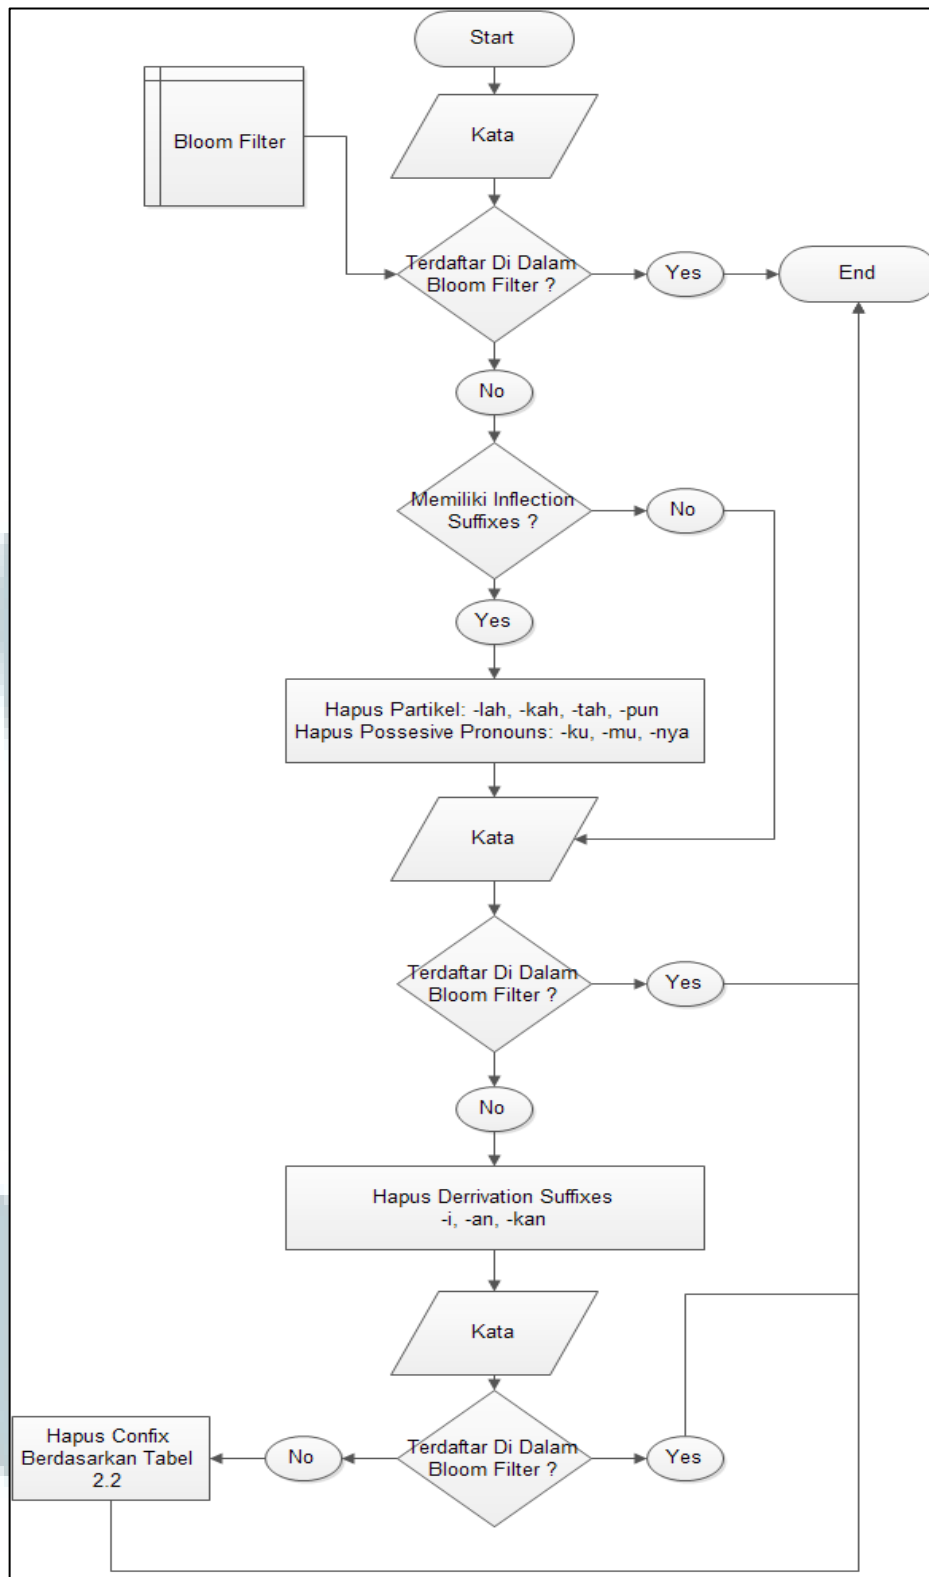 Start
Kata
Bloom Filter
Terdaftar Di Dalam
Bloom Filter ?
Yes
End
No
Memiliki Inflection
Suffixes ?
No
Yes
Hapus Partikel: -lah, -kah, -tah, -pun
Hapus Possesive Pronouns: -ku, -mu, -nya
Kata
Terdaftar Di Dalam
Bloom Filter ?
Yes
No
Hapus Derrivation Suffixes
-i, -an, -kan
Kata
Terdaftar Di Dalam
Bloom Filter ?
Yes
No
Hapus Confix
Berdasarkan Tabel
2.2